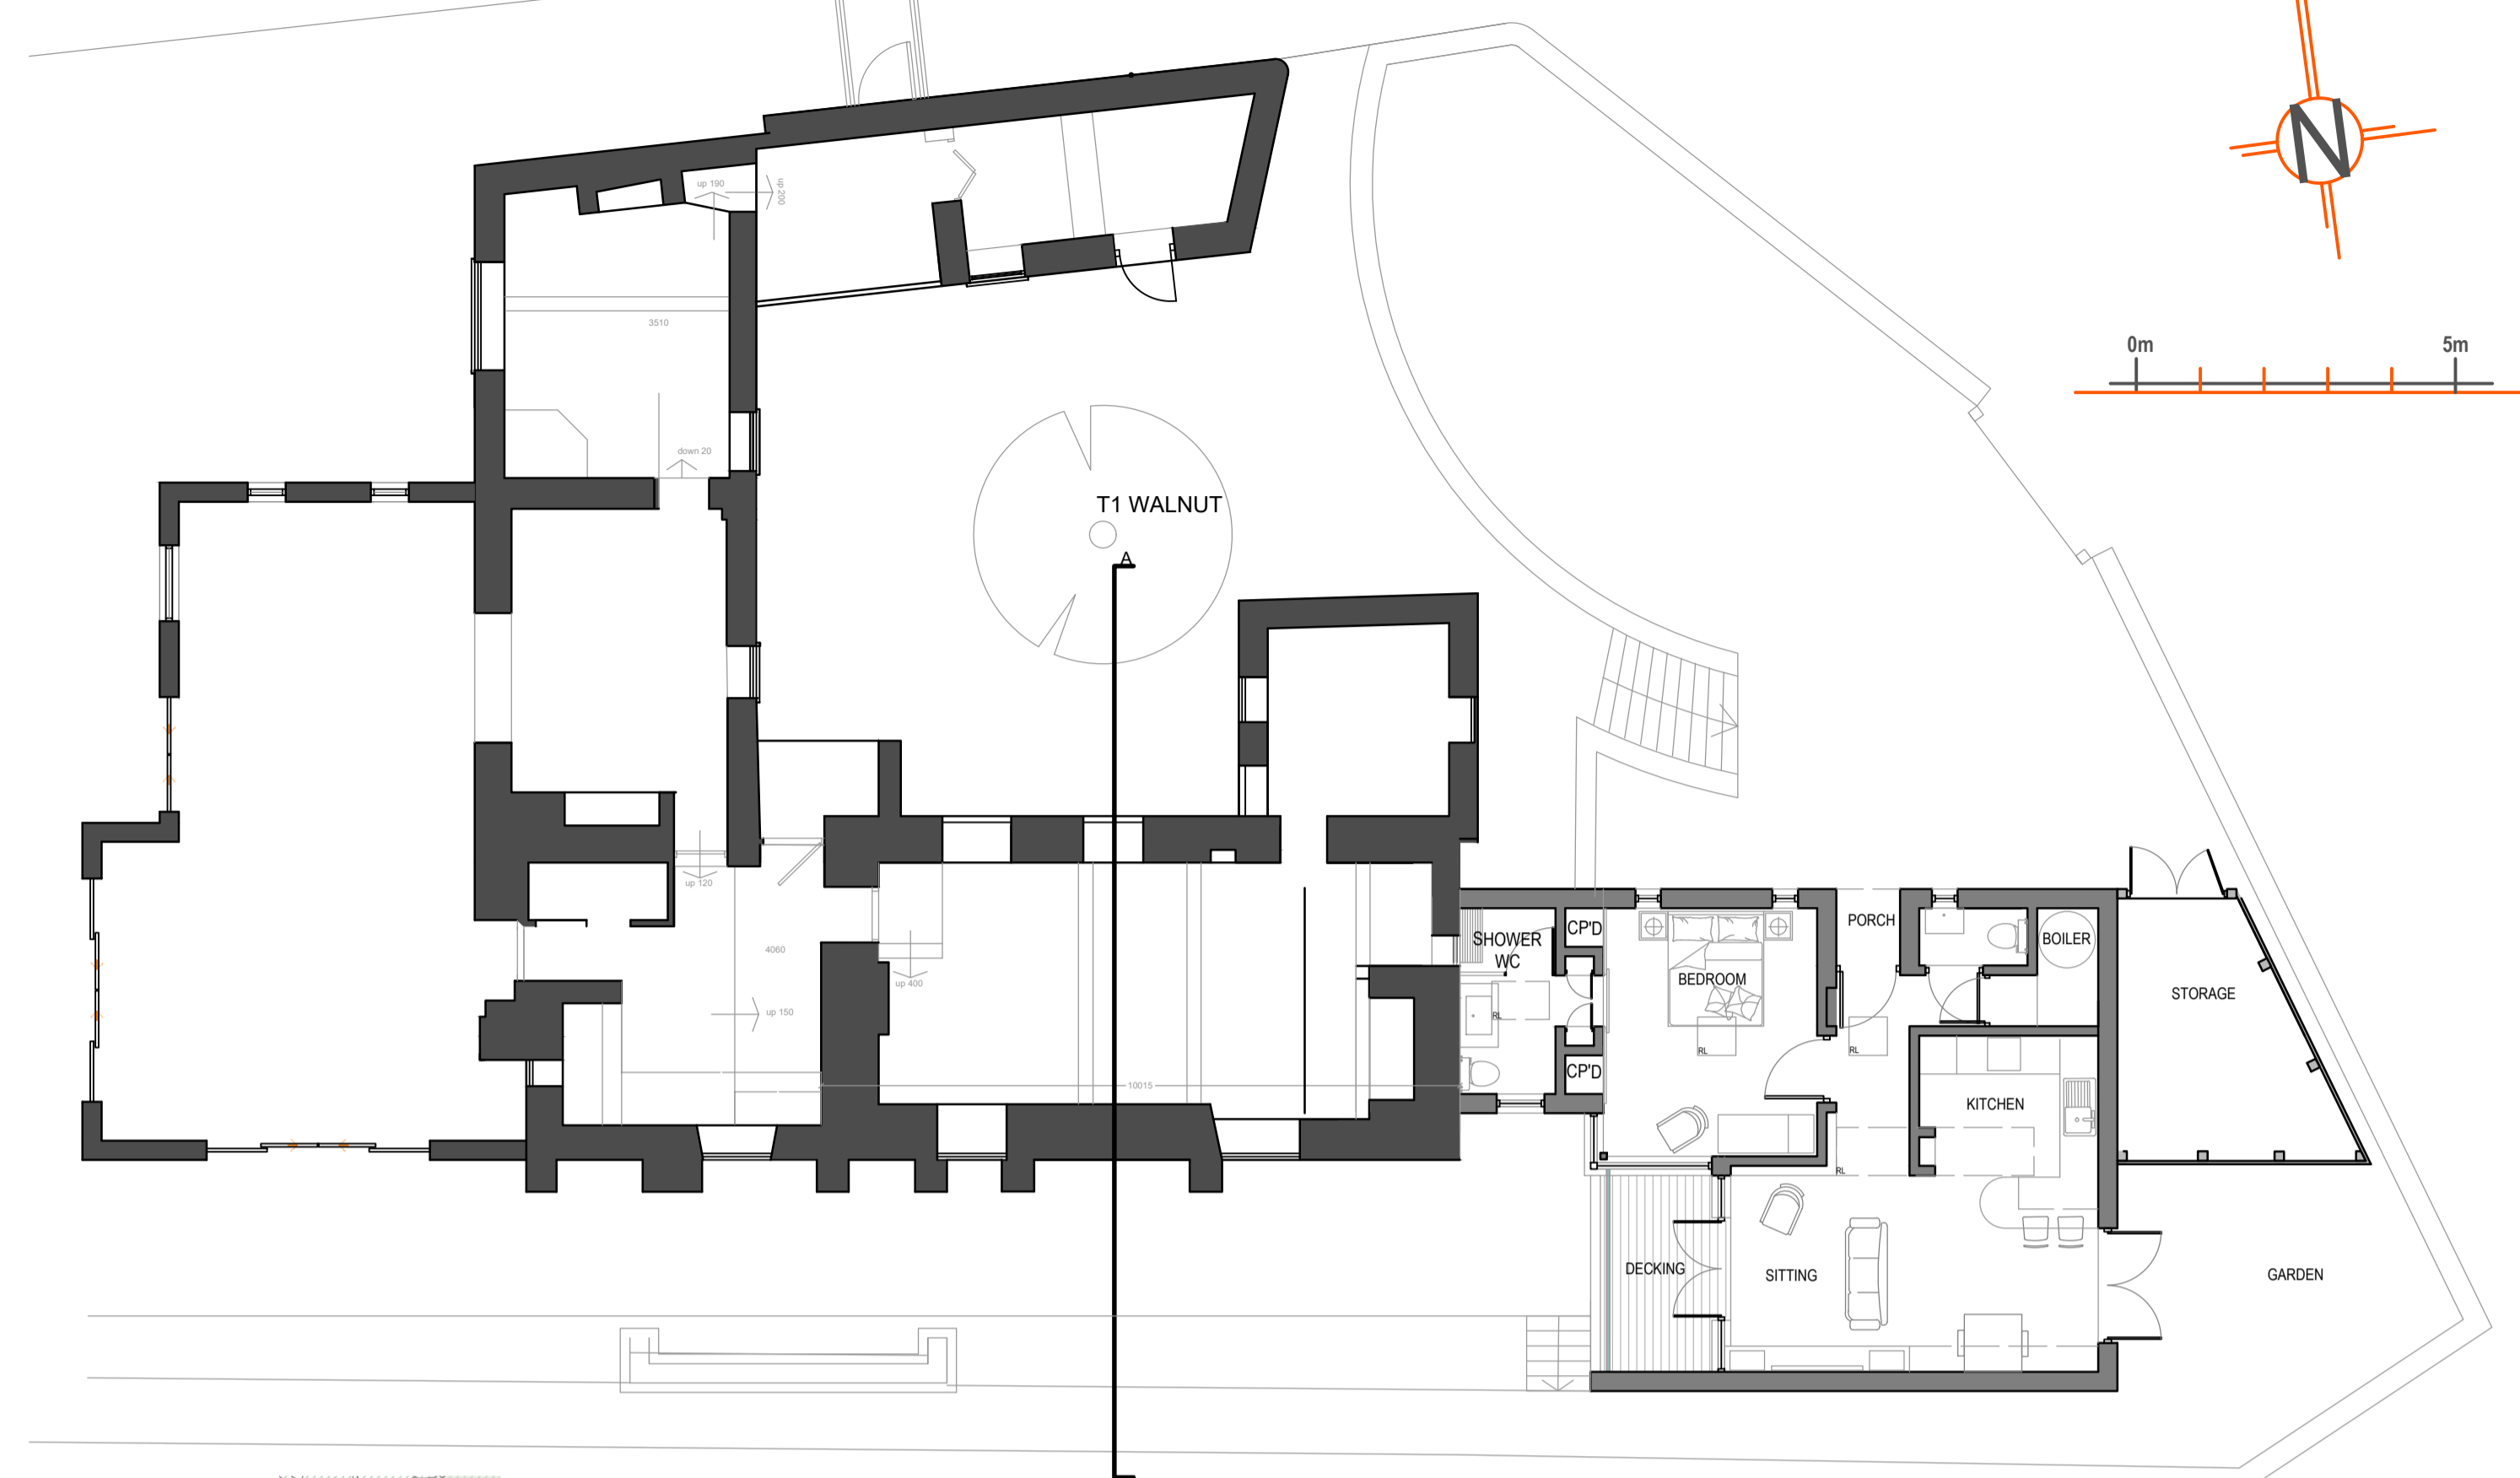 N
up 190
up 200
3510
0m
5m
down 20
T1 WALNUT
A
up 120
4060
up 400
up 150
10015
SHOWER
WC
CP'D
BEDROOM
PORCH
BOILER
STORAGE
RL
RL
RL
CP'D
KITCHEN
RL
DECKING
SITTING
GARDEN